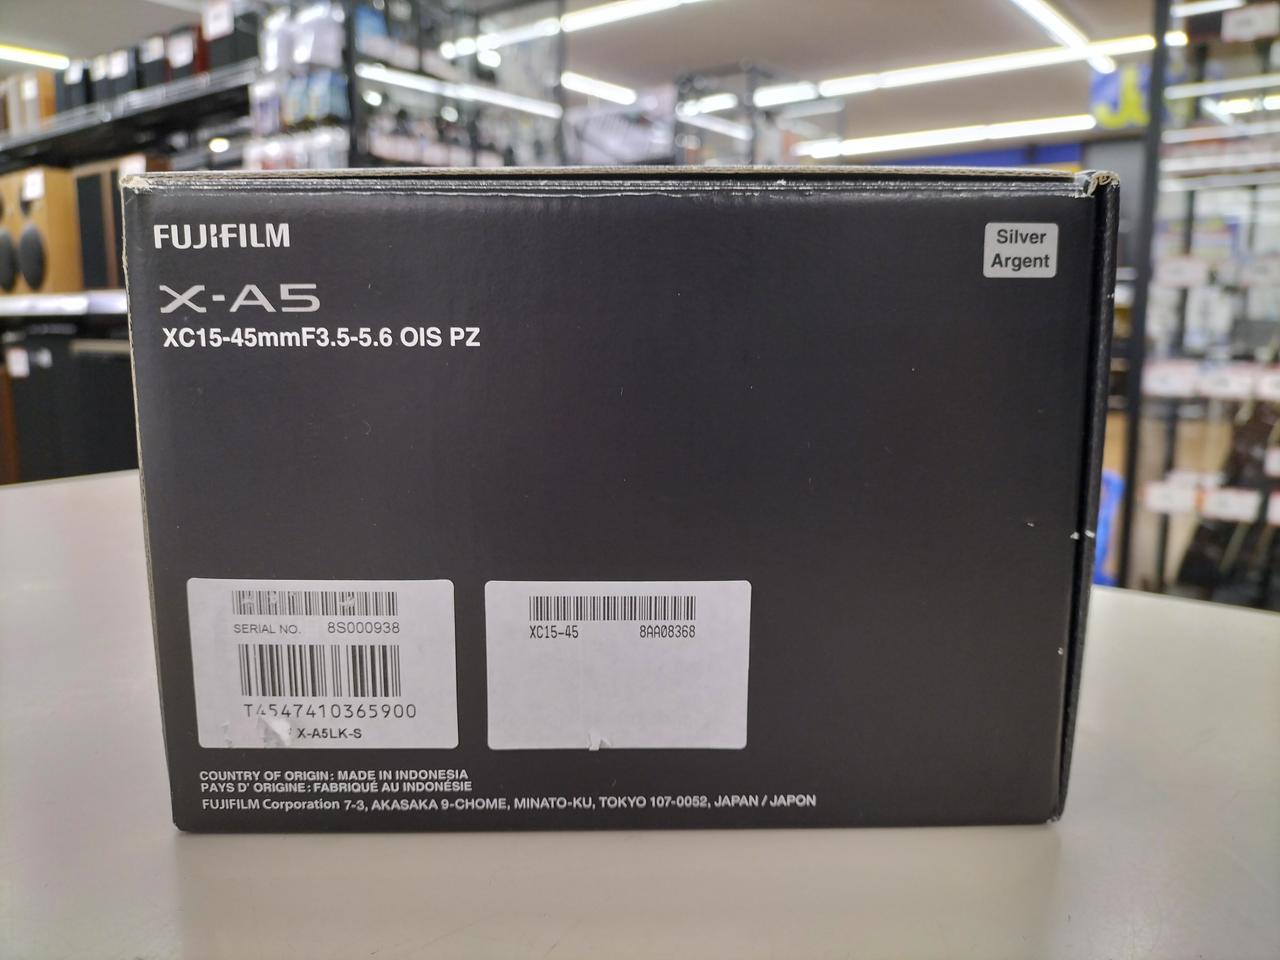 FUJIFILM
Silver
Argent
X-A5
XC15-45mmF3.5-5.6 OIS PZ
SERIAL NO. 8S000938
T4547410365900
X-A5LK-S
XC15-45 8AA08368
COUNTRY OF ORIGIN : MADE IN INDONESIA
PAYS D' ORIGINE : FABRIQUÉ AU INDONÉSIE
FUJIFILM Corporation 7-3, AKASAKA 9-CHOME, MINATO-KU, TOKYO 107-0052, JAPAN / JAPON